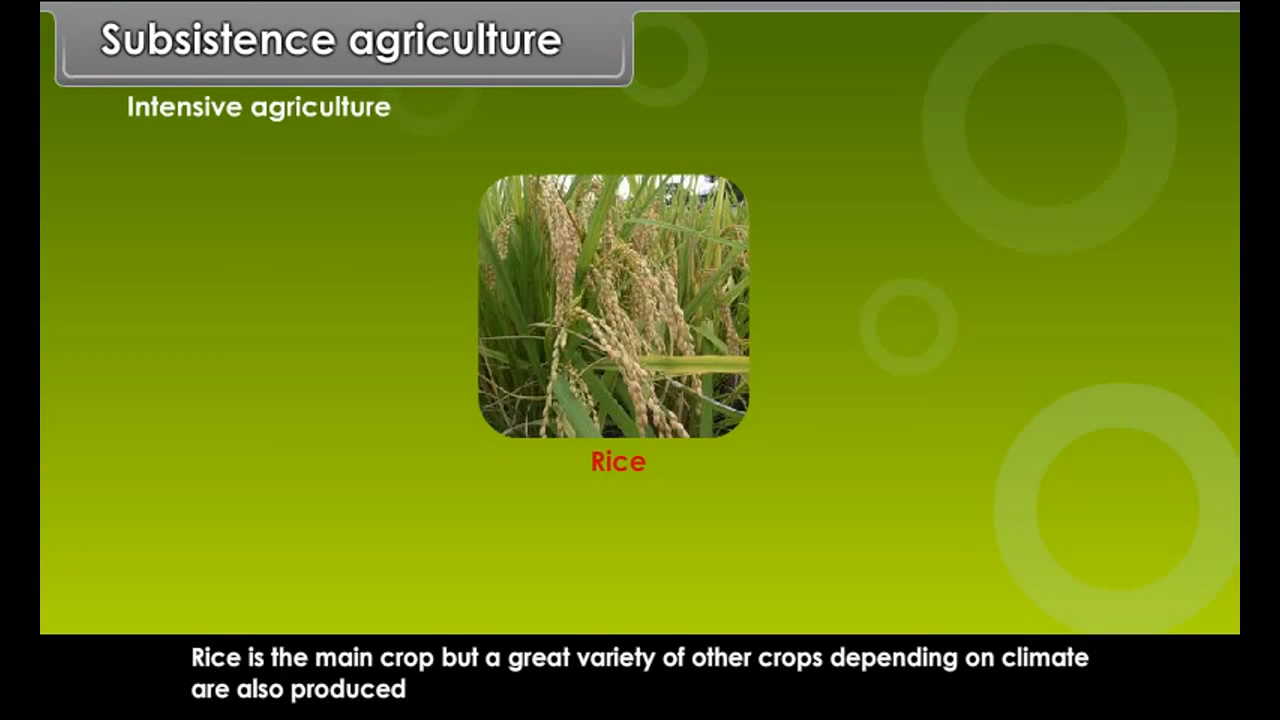 Subsistence agriculture
Intensive agriculture
Rice
Rice is the main crop but a great variety of other crops depending on climate
are also produced